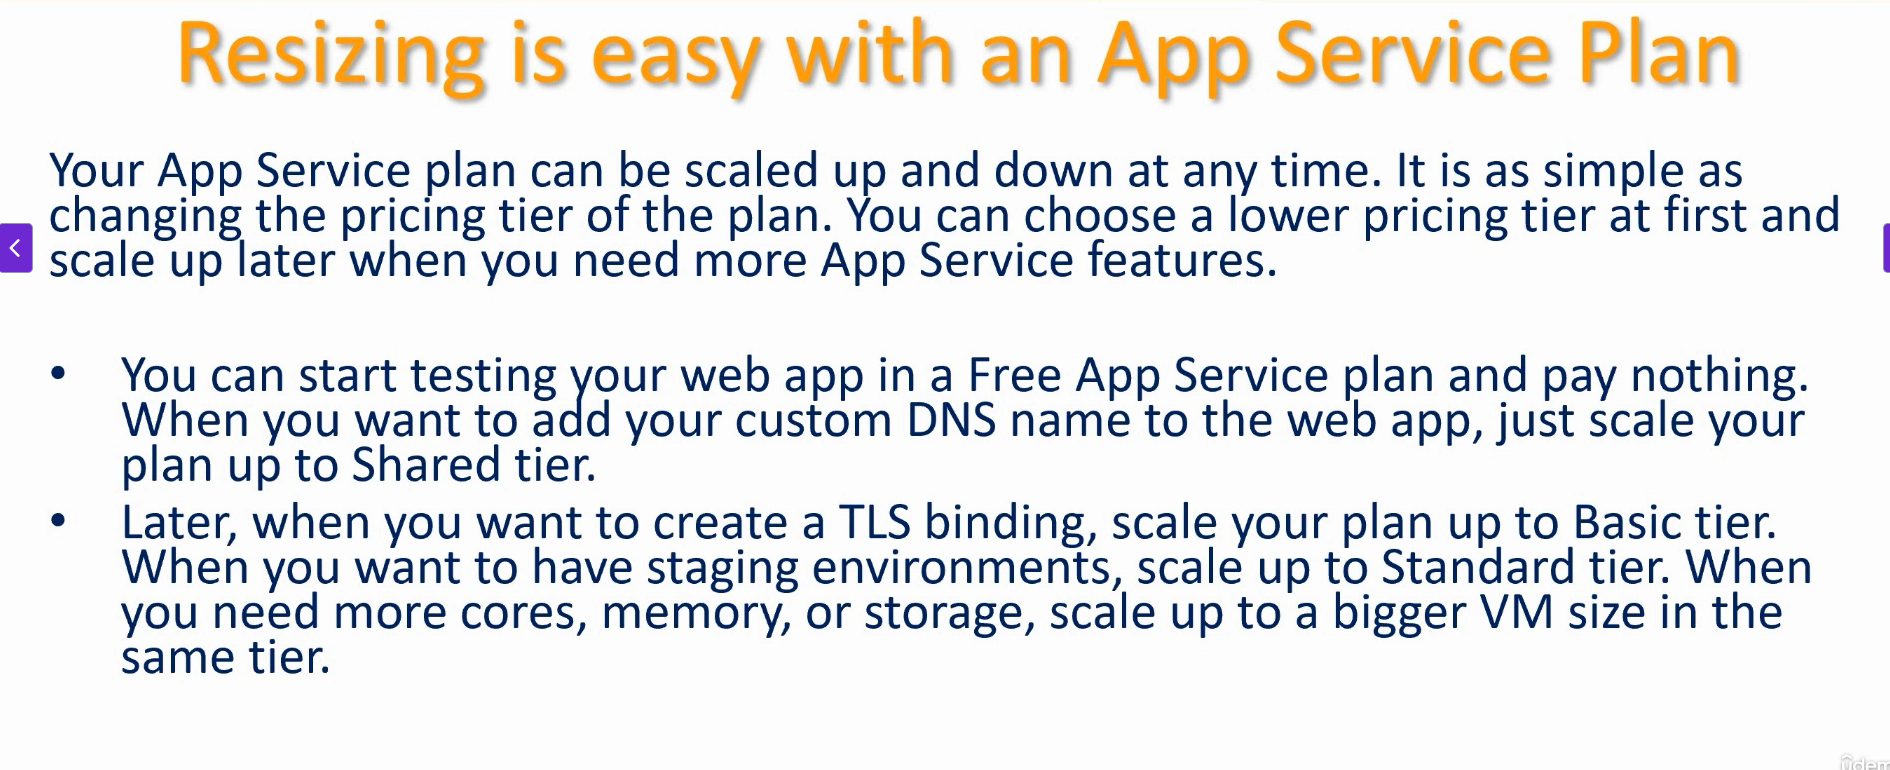 Resizing is easy with an App Service Plan
Your App Service plan can be scaled up and down at any time. It is as simple as
changing the pricing tier of the plan. You can choose a lower pricing tier at first and
scale up later when you need more App Service features.
• You can start testing your web app in a Free App Service plan and pay nothing.
When you want to add your custom DNS name to the web app, just scale your
plan up to Shared tier.
• Later, when you want to create a TLS binding, scale your plan up to Basic tier.
When you want to have staging environments, scale up to Standard tier. When
you need more cores, memory, or storage, scale up to a bigger VM size in the
same tier.